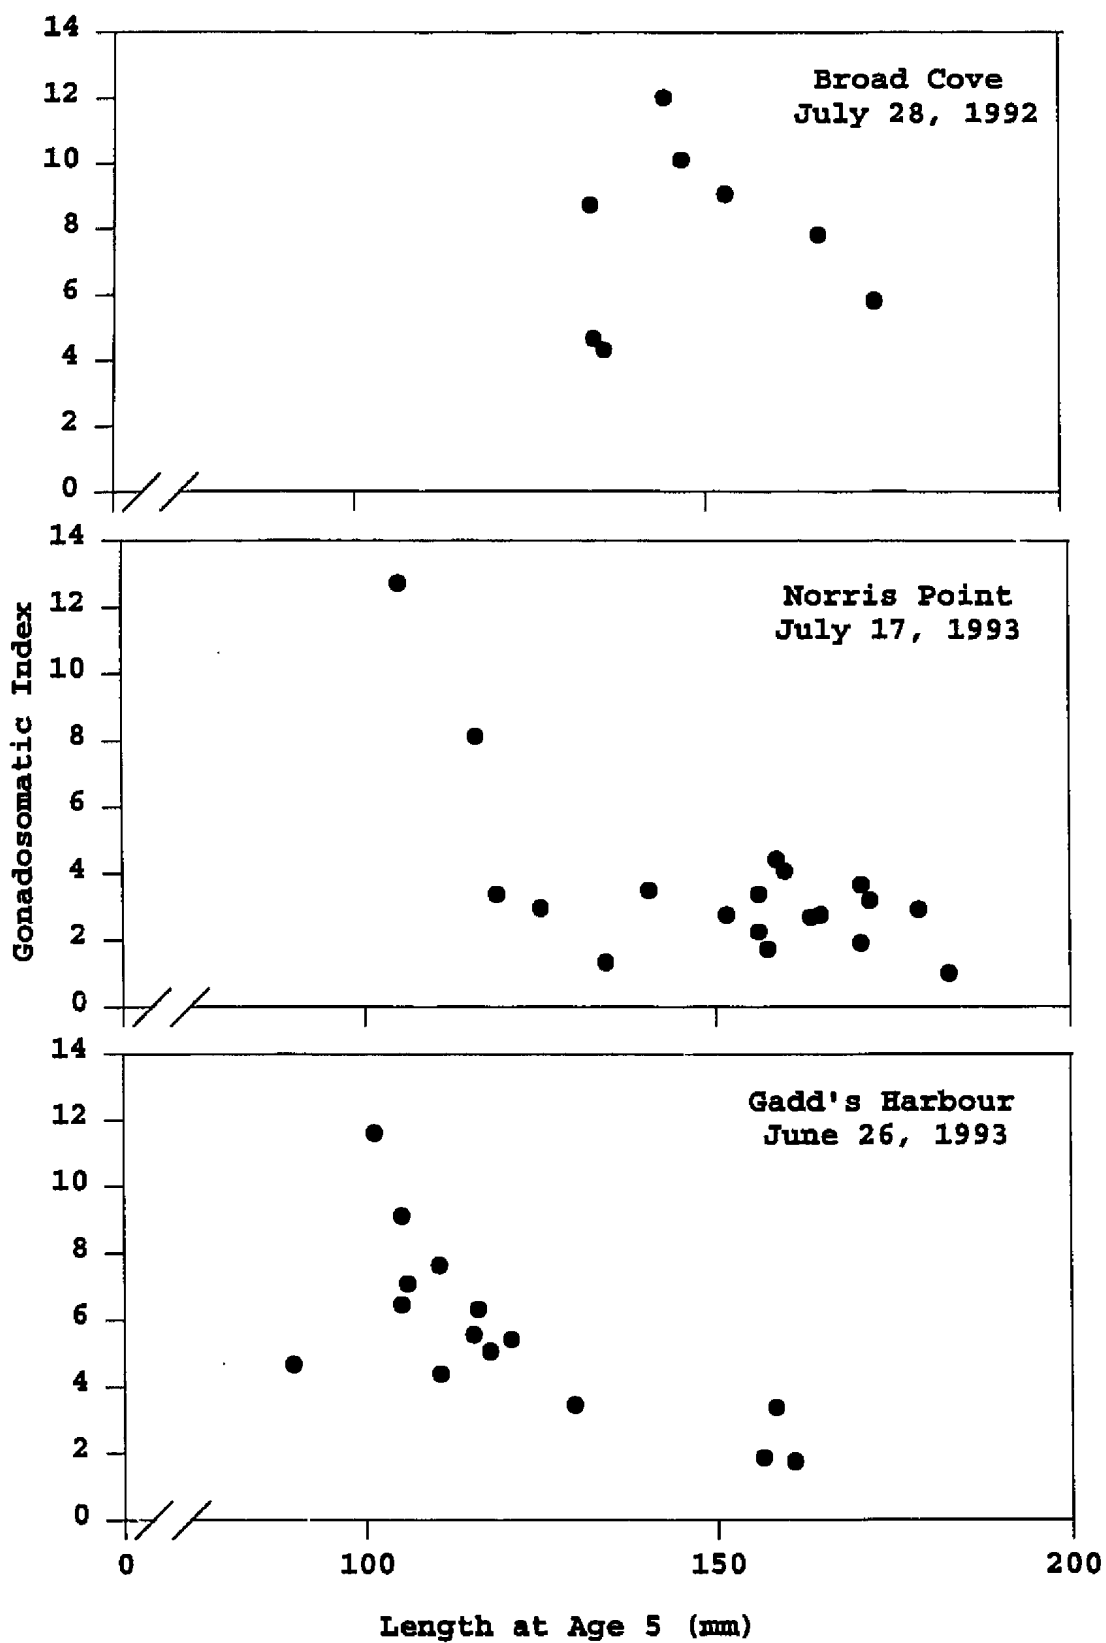 14
12
10
8
6
4
2
0
Broad Cove
July 28, 1992
14
12
10
8
6
4
2
0
Norris Point
July 17, 1993
Gonadosomatic Index
14
12
10
8
6
4
2
0
Gadd's Harbour
June 26, 1993
0 100 150 200
Length at Age 5 (mm)